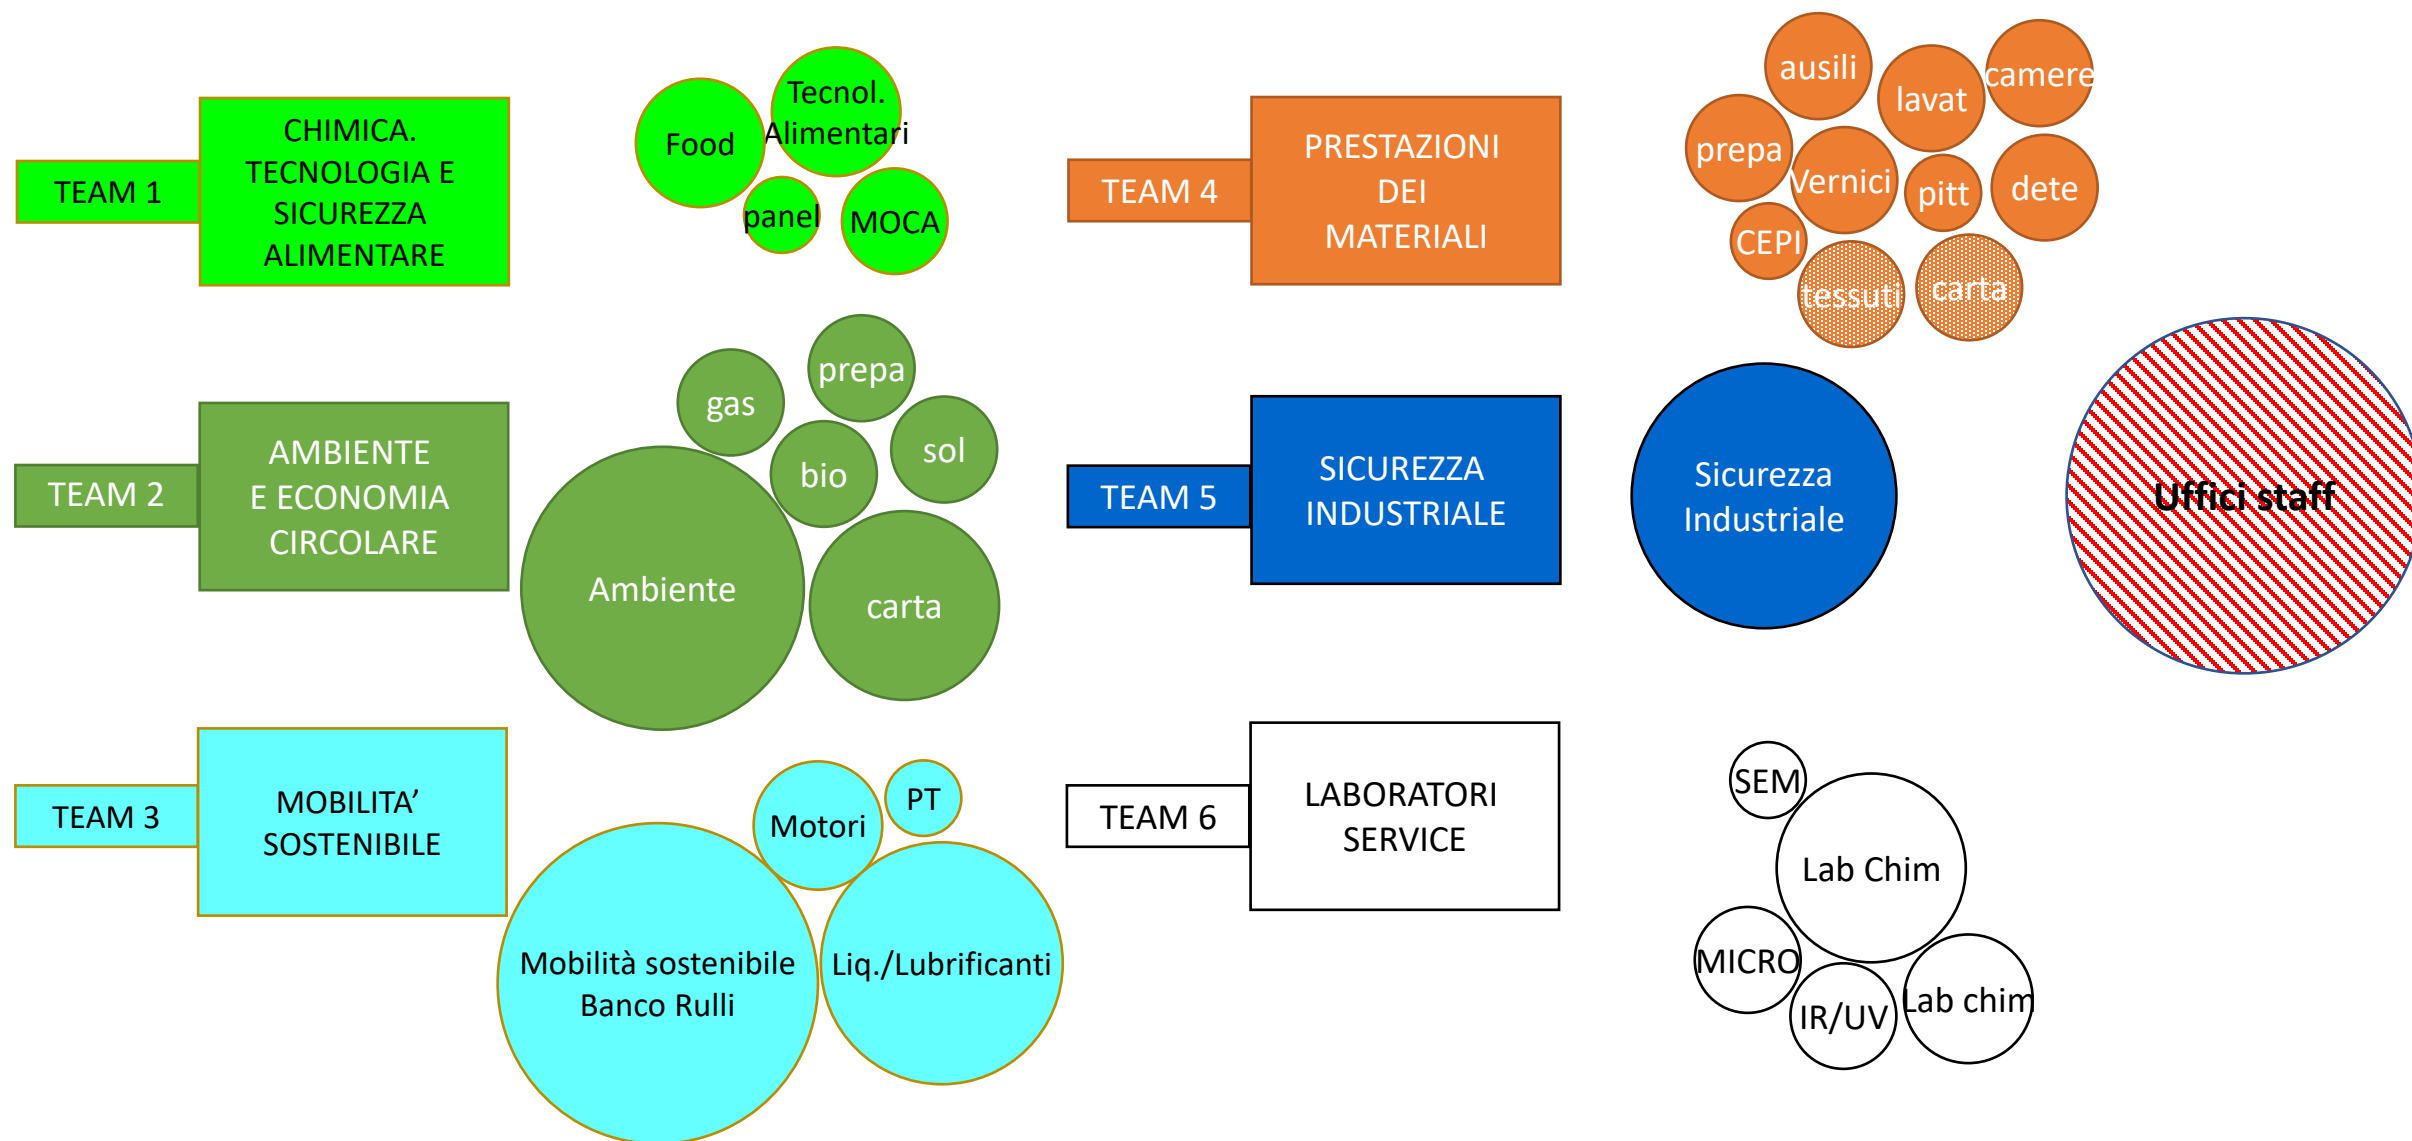 TEAM 1
CHIMICA.
TECNOLOGIA E
SICUREZZA
ALIMENTARE
Food
Tecnol.
Alimentari
panel
MOCA
TEAM 2
AMBIENTE
E ECONOMIA
CIRCOLARE
gas
prepa
bio
sol
Ambiente
carta
TEAM 3
MOBILITA’
SOSTENIBILE
Motori
PT
Mobilità sostenibile
Banco Rulli
Liq./Lubrificanti
TEAM 4
PRESTAZIONI
DEI
MATERIALI
ausili
lavat
camere
prepa
Vernici
pitt
dete
CEPI
tessuti
carta
TEAM 5
SICUREZZA
INDUSTRIALE
Sicurezza
Industriale
Uffici staff
TEAM 6
LABORATORI
SERVICE
SEM
Lab Chim
MICRO
IR/UV
Lab chim